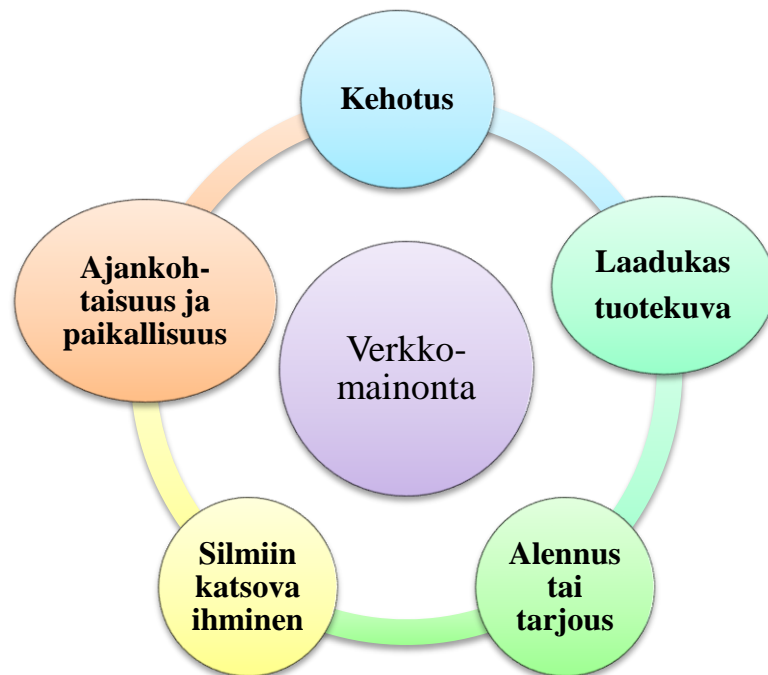 Kehotus
Laadukas
tuotekuva
Alennus
tai
tarjous
Silmiin
katsova
ihminen
Ajankoh-
taisuus ja
paikallisuus
Verkko-
mainonta